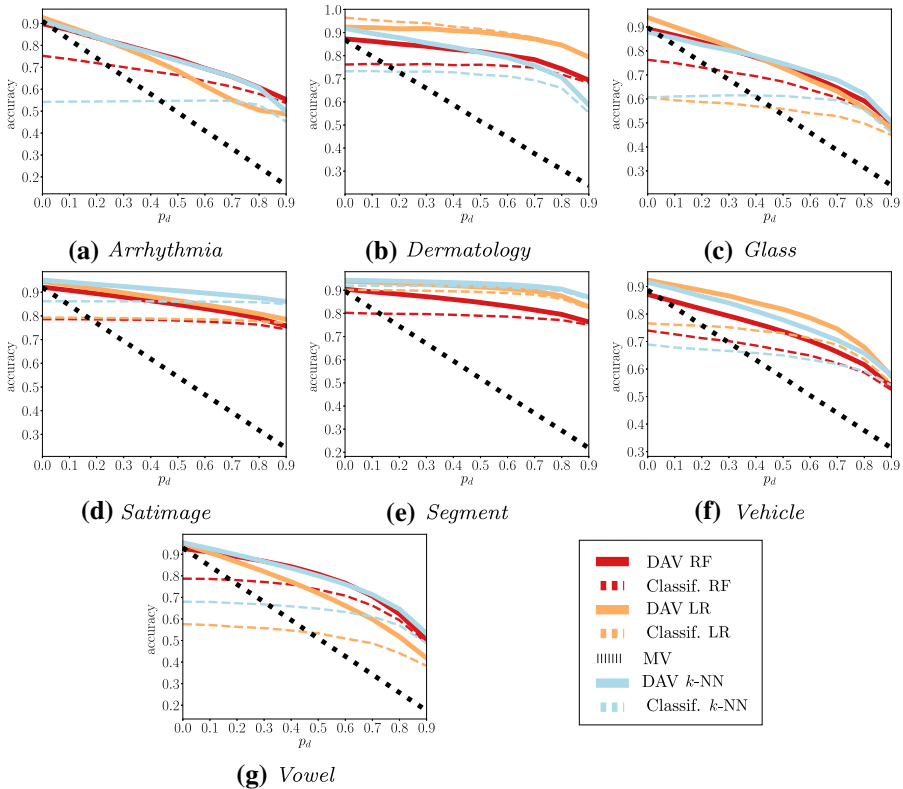 accuracy
0.9
0.8
0.7
0.6
0.5
0.4
0.3
0.2
0.0 0.1 0.2 0.3 0.4 0.5 0.6 0.7 0.8 0.9
p_d
(a) Arrhythmia
accuracy
1.0
0.9
0.8
0.7
0.6
0.5
0.4
0.3
0.0 0.1 0.2 0.3 0.4 0.5 0.6 0.7 0.8 0.9
p_d
(b) Dermatology
accuracy
0.9
0.8
0.7
0.6
0.5
0.4
0.3
0.0 0.1 0.2 0.3 0.4 0.5 0.6 0.7 0.8 0.9
p_d
(c) Glass
accuracy
0.9
0.8
0.7
0.6
0.5
0.4
0.3
0.0 0.1 0.2 0.3 0.4 0.5 0.6 0.7 0.8 0.9
p_d
(d) Satimage
accuracy
0.9
0.8
0.7
0.6
0.5
0.4
0.3
0.2
0.0 0.1 0.2 0.3 0.4 0.5 0.6 0.7 0.8 0.9
p_d
(e) Segment
accuracy
0.9
0.8
0.7
0.6
0.5
0.4
0.3
0.0 0.1 0.2 0.3 0.4 0.5 0.6 0.7 0.8 0.9
p_d
(f) Vehicle
accuracy
0.9
0.8
0.7
0.6
0.5
0.4
0.3
0.2
0.0 0.1 0.2 0.3 0.4 0.5 0.6 0.7 0.8 0.9
p_d
(g) Vowel
DAV RF
Classif. RF
DAV LR
Classif. LR
MV
DAV k-NN
Classif. k-NN